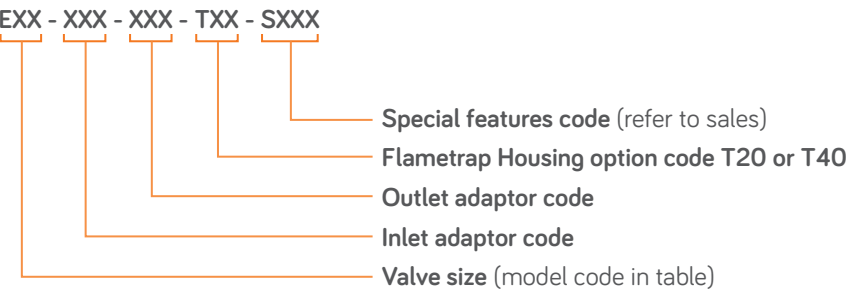 EXX - XXX - XXX - TXX - SXXX
Special features code (refer to sales)
Flametrap Housing option code T20 or T40
Outlet adaptor code
Inlet adaptor code
Valve size (model code in table)